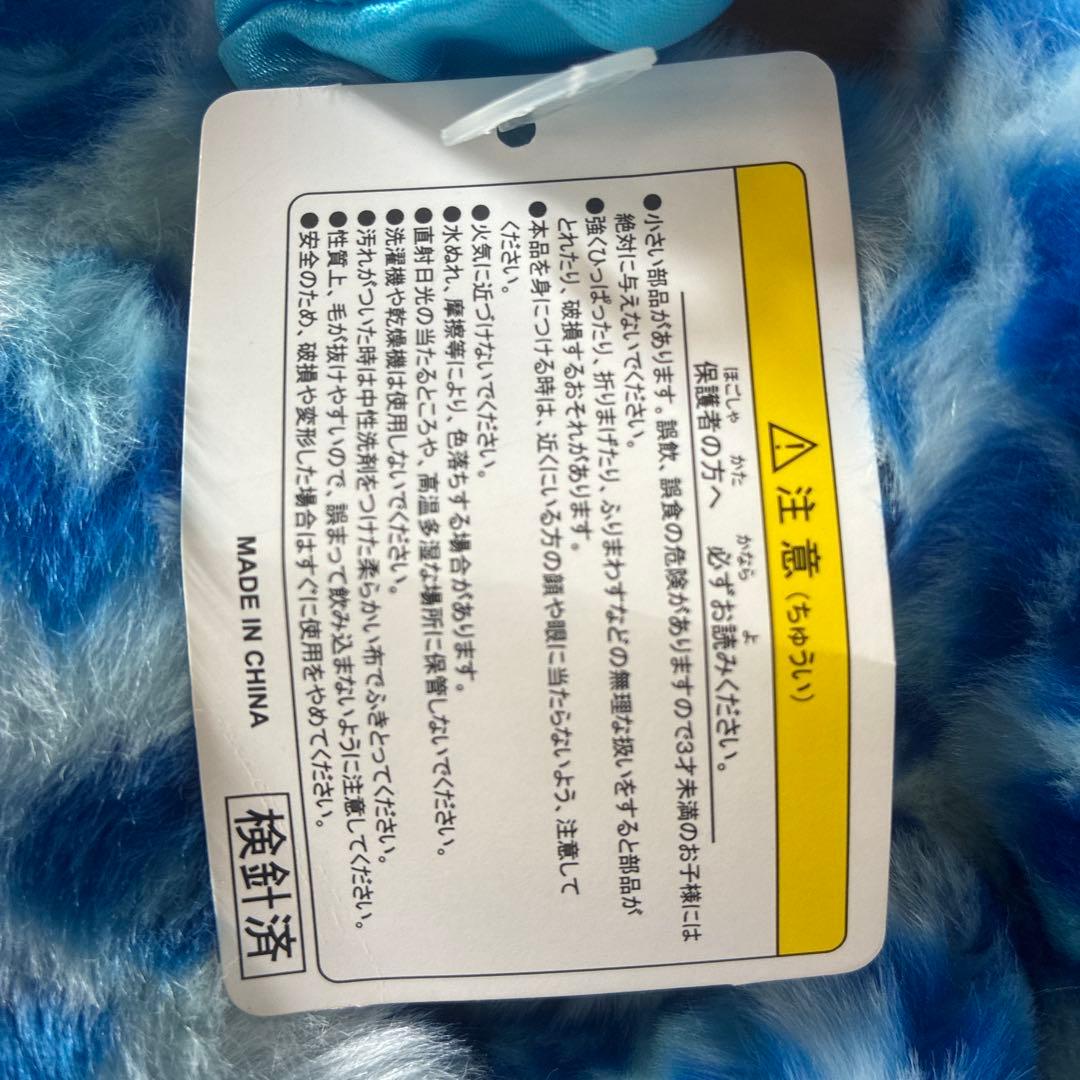 ⚠注意(ちゅうい)
ほごしゃ かた かなら よ
保護者の方へ 必ずお読みください。
●小さい部品があります。誤飲、誤食の危険がありますので3才未満のお子様には
絶対に与えないでください。
●強くひっぱったり、折りまげたり、ふりまわすなどの無理な扱いをすると部品が
とれたり、破損するおそれがあります。
●本品を身につける時は、近くにいる方の顔や眼に当たらないよう、注意して
ください。
●火気に近づけないでください。
●水ぬれ、摩擦等により、色落ちする場合があります。
●直射日光の当たるところや、高温多湿な場所に保管しないでください。
●洗濯機や乾燥機は使用しないでください。
●汚れがついた時は中性洗剤をつけた柔らかい布でふきとってください。
●性質上、毛が抜けやすいので、誤まって飲み込まないように注意してください。
●安全のため、破損や変形した場合はすぐに使用をやめてください。
MADE IN CHINA
検針済